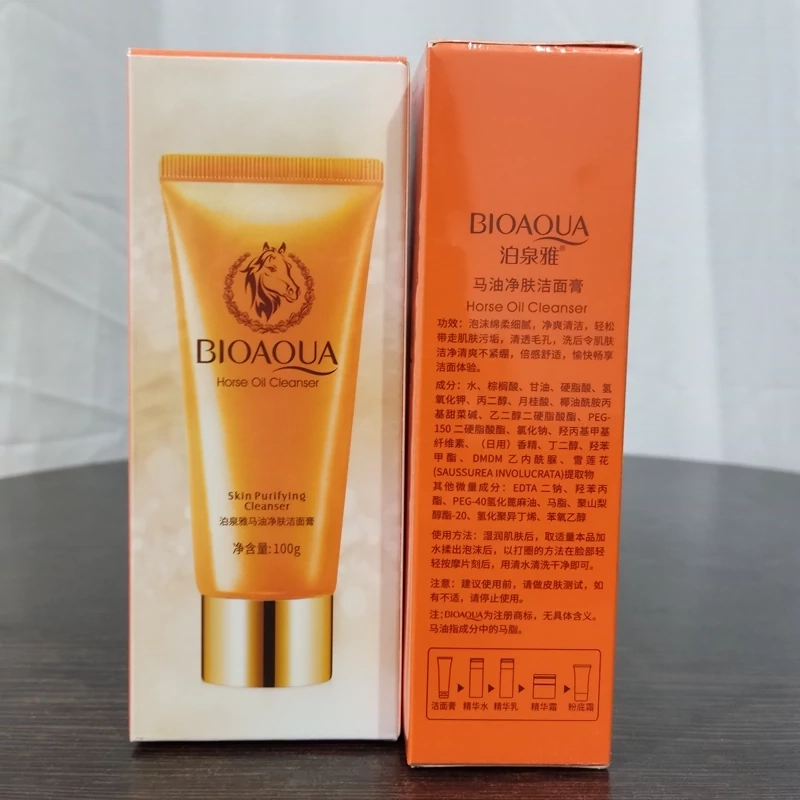 BIOAQUA
Horse Oil Cleanser
Skin Purifying
Cleanser
泊泉雅马油净肤洁面膏
净含量:100g
BIOAQUA
泊泉雅®
马油净肤洁面膏
Horse Oil Cleanser
功效：泡沫绵柔细腻，净爽清洁，轻松
带走肌肤污垢，清透毛孔，洗后令肌肤
洁净清爽不紧绷，倍感舒适，愉快畅享
洁面体验。
成分：水、棕榈酸、甘油、硬脂酸、氢
氧化钾、丙二醇、月桂酸、椰油酰胺丙
基甜菜碱、乙二醇二硬脂酸酯、PEG-
150 二硬脂酸酯、氯化钠、羟丙基甲基
纤维素、（日用）香精、丁二醇、羟苯
甲酯、DMDM 乙内酰脲、雪莲花
(SAUSSUREA INVOLUCRATA)提取物
其他微量成分：EDTA 二钠、羟苯丙
酯、PEG-40氢化蓖麻油、马脂、聚山梨
醇酯-20、氢化聚异丁烯、苯氧乙醇
使用方法：湿润肌肤后，取适量本品加
水揉出泡沫后，以打圈的方法在脸部轻
轻按摩片刻后，用清水清洗干净即可。
注意：建议使用前，请做皮肤测试，如
有不适，请停止使用。
注：BIOAQUA为注册商标，无具体含义。
马油指成分中的马脂。
洁面膏 精华水 精华乳 精华霜 粉底霜